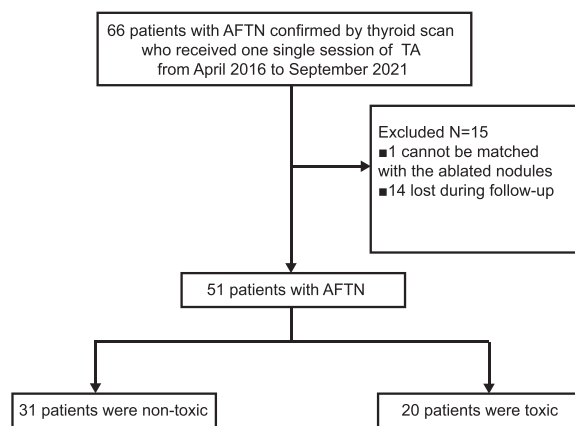 66 patients with AFTN confirmed by thyroid scan
who received one single session of TA
from April 2016 to September 2021
Excluded N=15
■1 cannot be matched
with the ablated nodules
■14 lost during follow-up
51 patients with AFTN
31 patients were non-toxic
20 patients were toxic